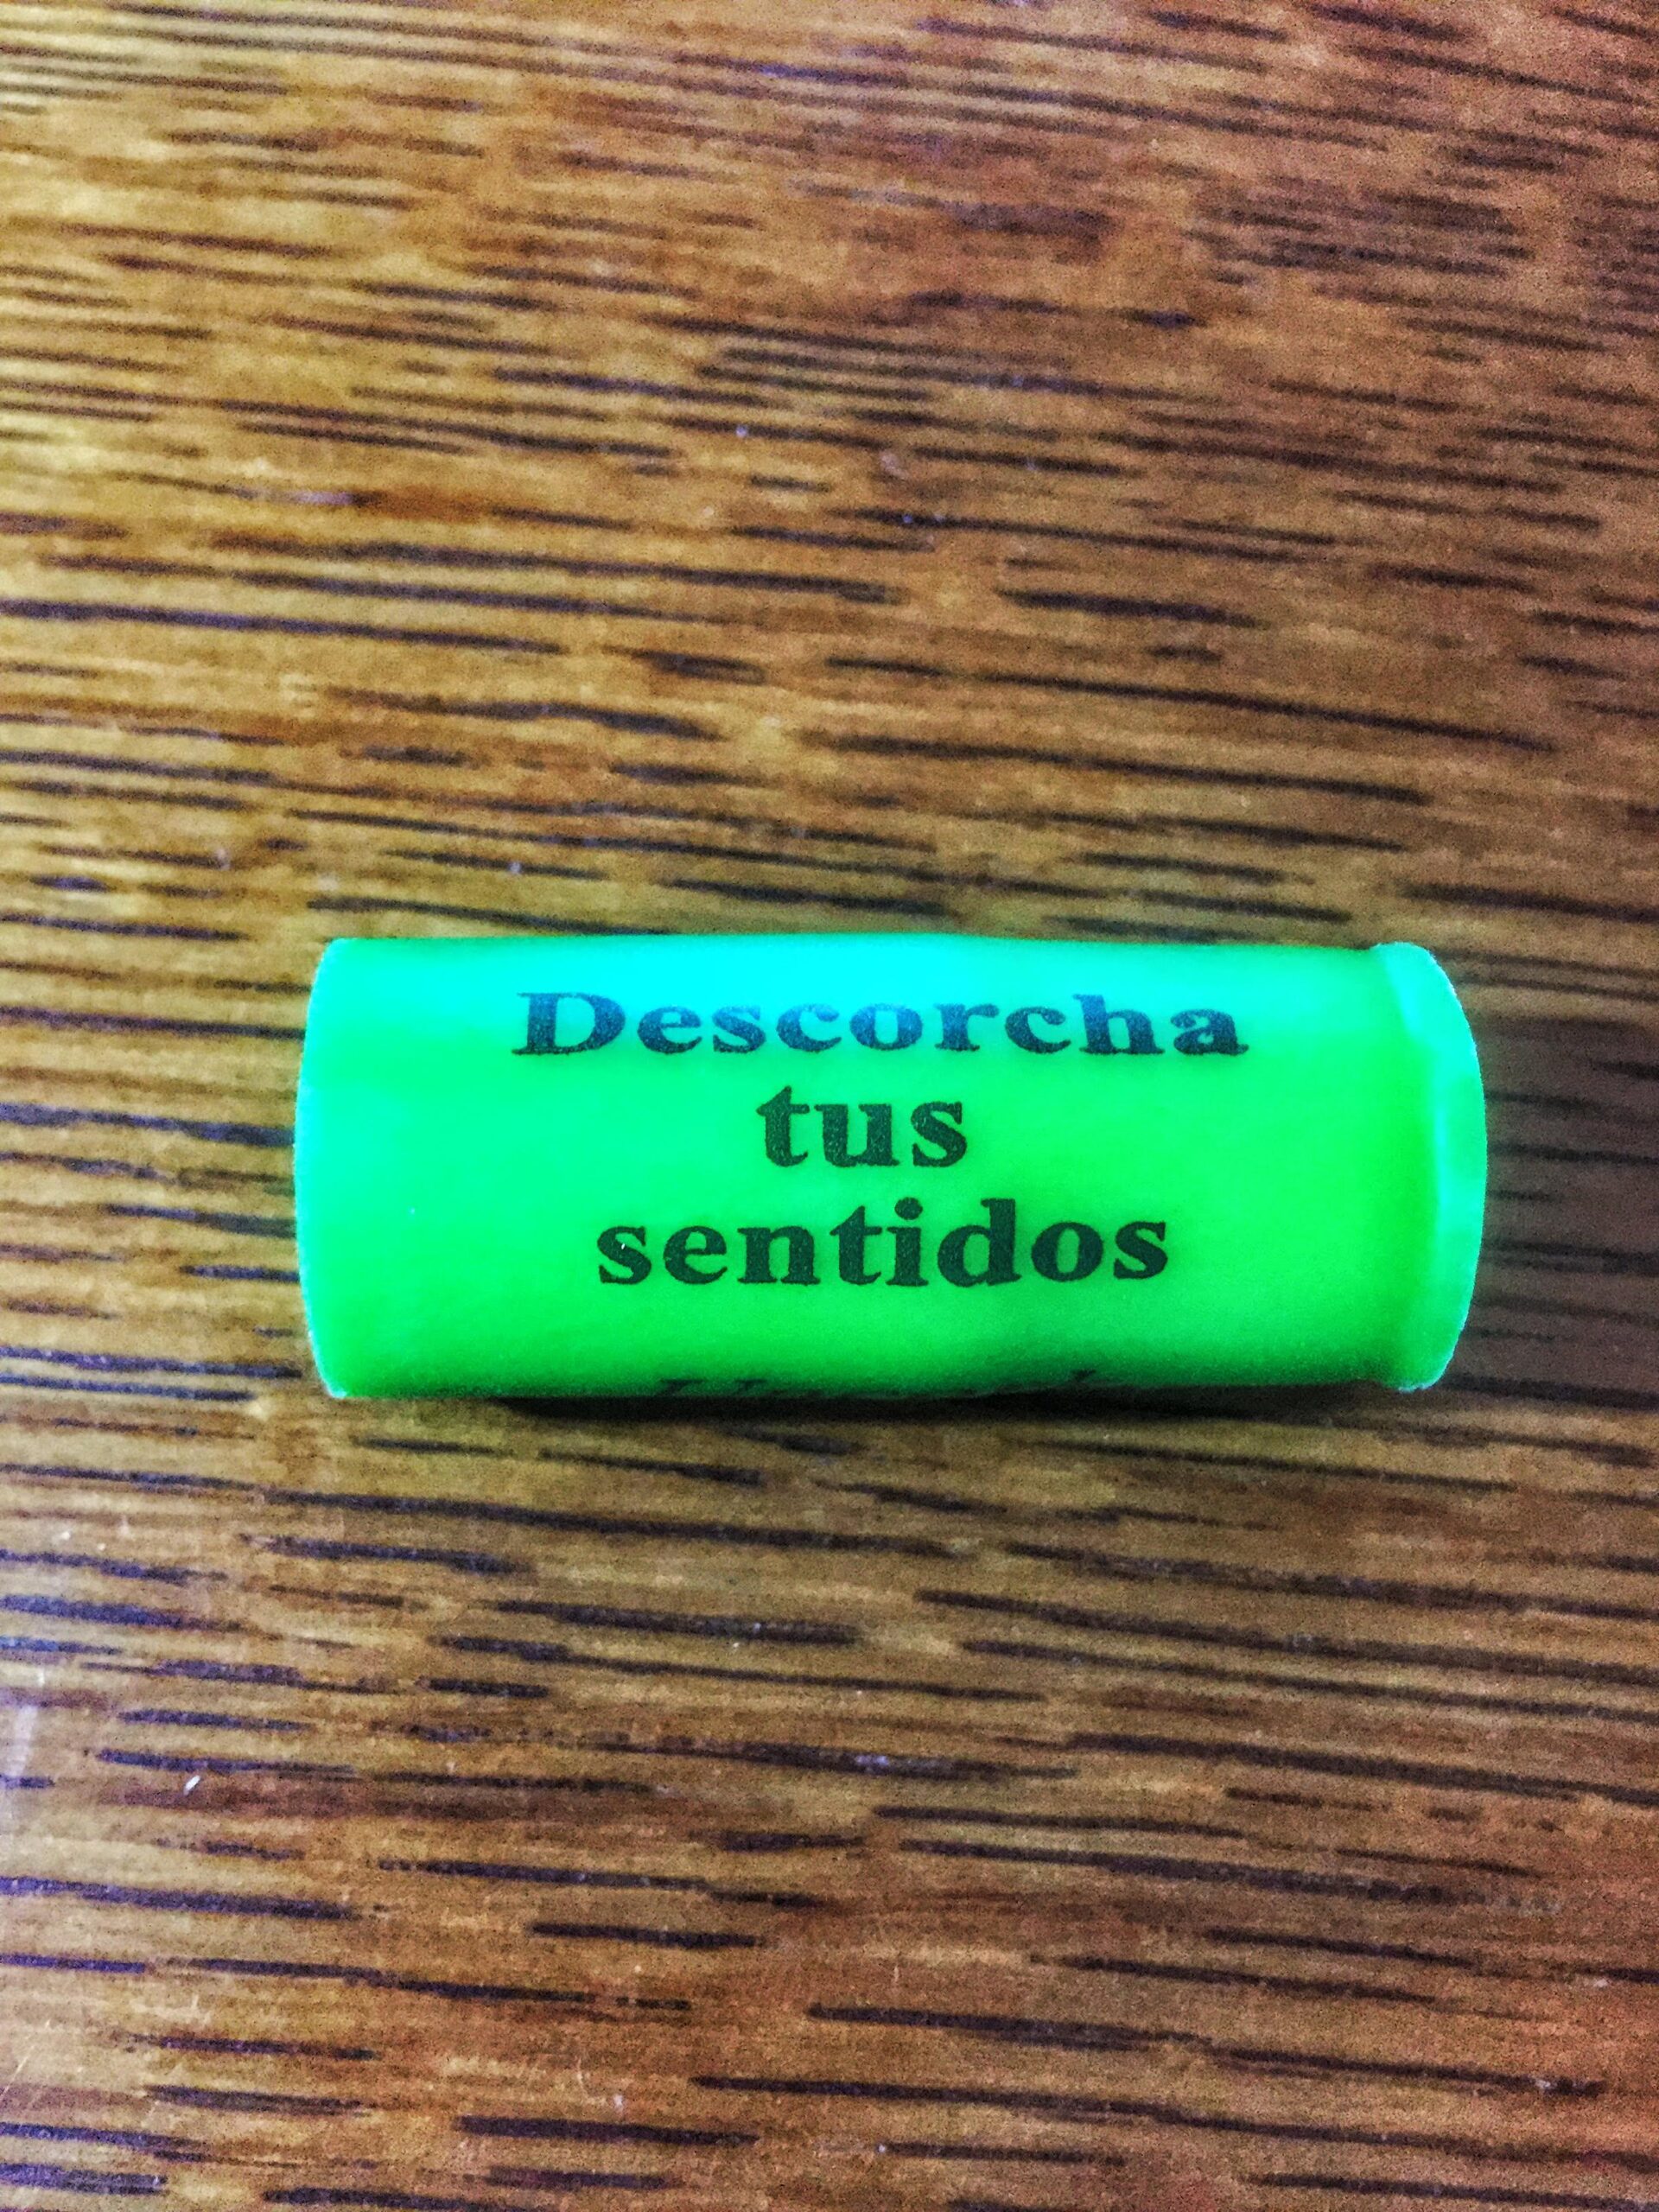 Descorcha
tus
sentidos